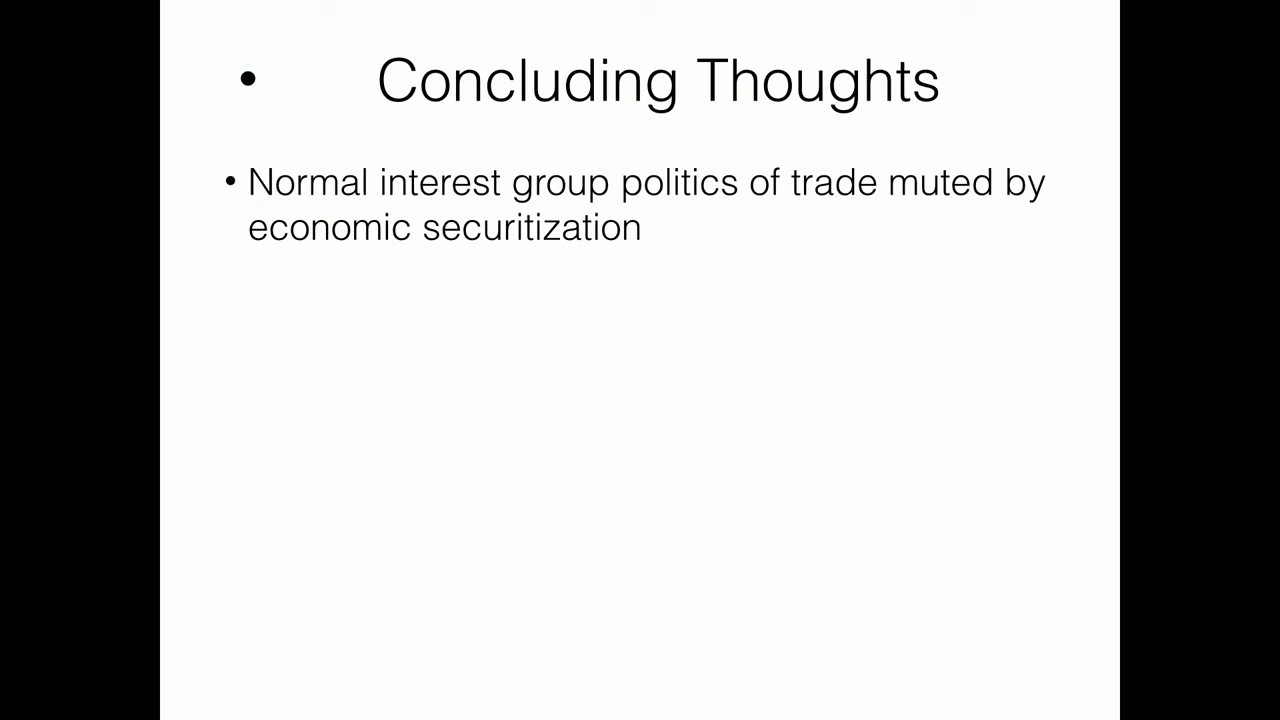 • Concluding Thoughts
• Normal interest group politics of trade muted by
economic securitization